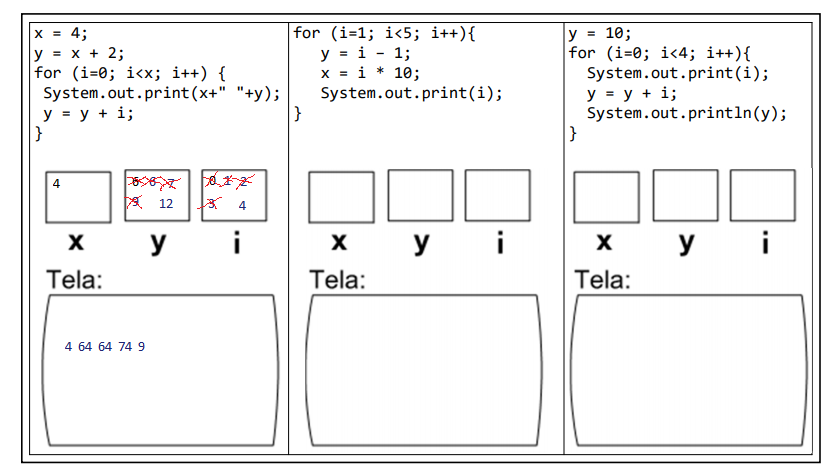 x = 4;
y = x + 2;
for (i=0; i<x; i++) {
System.out.print(x+" "+y);
y = y + i;
}
4
6 6 7
9 12
0 1 2
3 4
x y i
Tela:
4 64 64 74 9
for (i=1; i<5; i++){
y = i – 1;
x = i * 10;
System.out.print(i);
}
x y i
Tela:
y = 10;
for (i=0; i<4; i++){
System.out.print(i);
y = y + i;
System.out.println(y);
}
x y i
Tela: